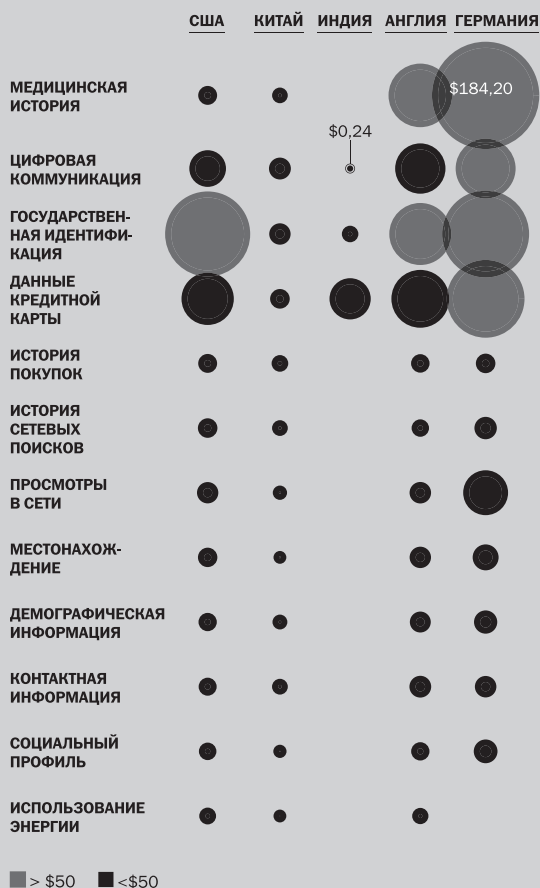 США КИТАЙ ИНДИЯ АНГЛИЯ ГЕРМАНИЯ
МЕДИЦИНСКАЯ
ИСТОРИЯ
$184,20
$0,24
ЦИФРОВАЯ
КОММУНИКАЦИЯ
ГОСУДАРСТВЕН-
НАЯ ИДЕНТИФИ-
КАЦИЯ
ДАННЫЕ
КРЕДИТНОЙ
КАРТЫ
ИСТОРИЯ
ПОКУПОК
ИСТОРИЯ
СЕТЕВЫХ
ПОИСКОВ
ПРОСМОТРЫ
В СЕТИ
МЕСТОНАХОЖ-
ДЕНИЕ
ДЕМОГРАФИЧЕСКАЯ
ИНФОРМАЦИЯ
КОНТАКТНАЯ
ИНФОРМАЦИЯ
СОЦИАЛЬНЫЙ
ПРОФИЛЬ
ИСПОЛЬЗОВАНИЕ
ЭНЕРГИИ
> $50 <$50